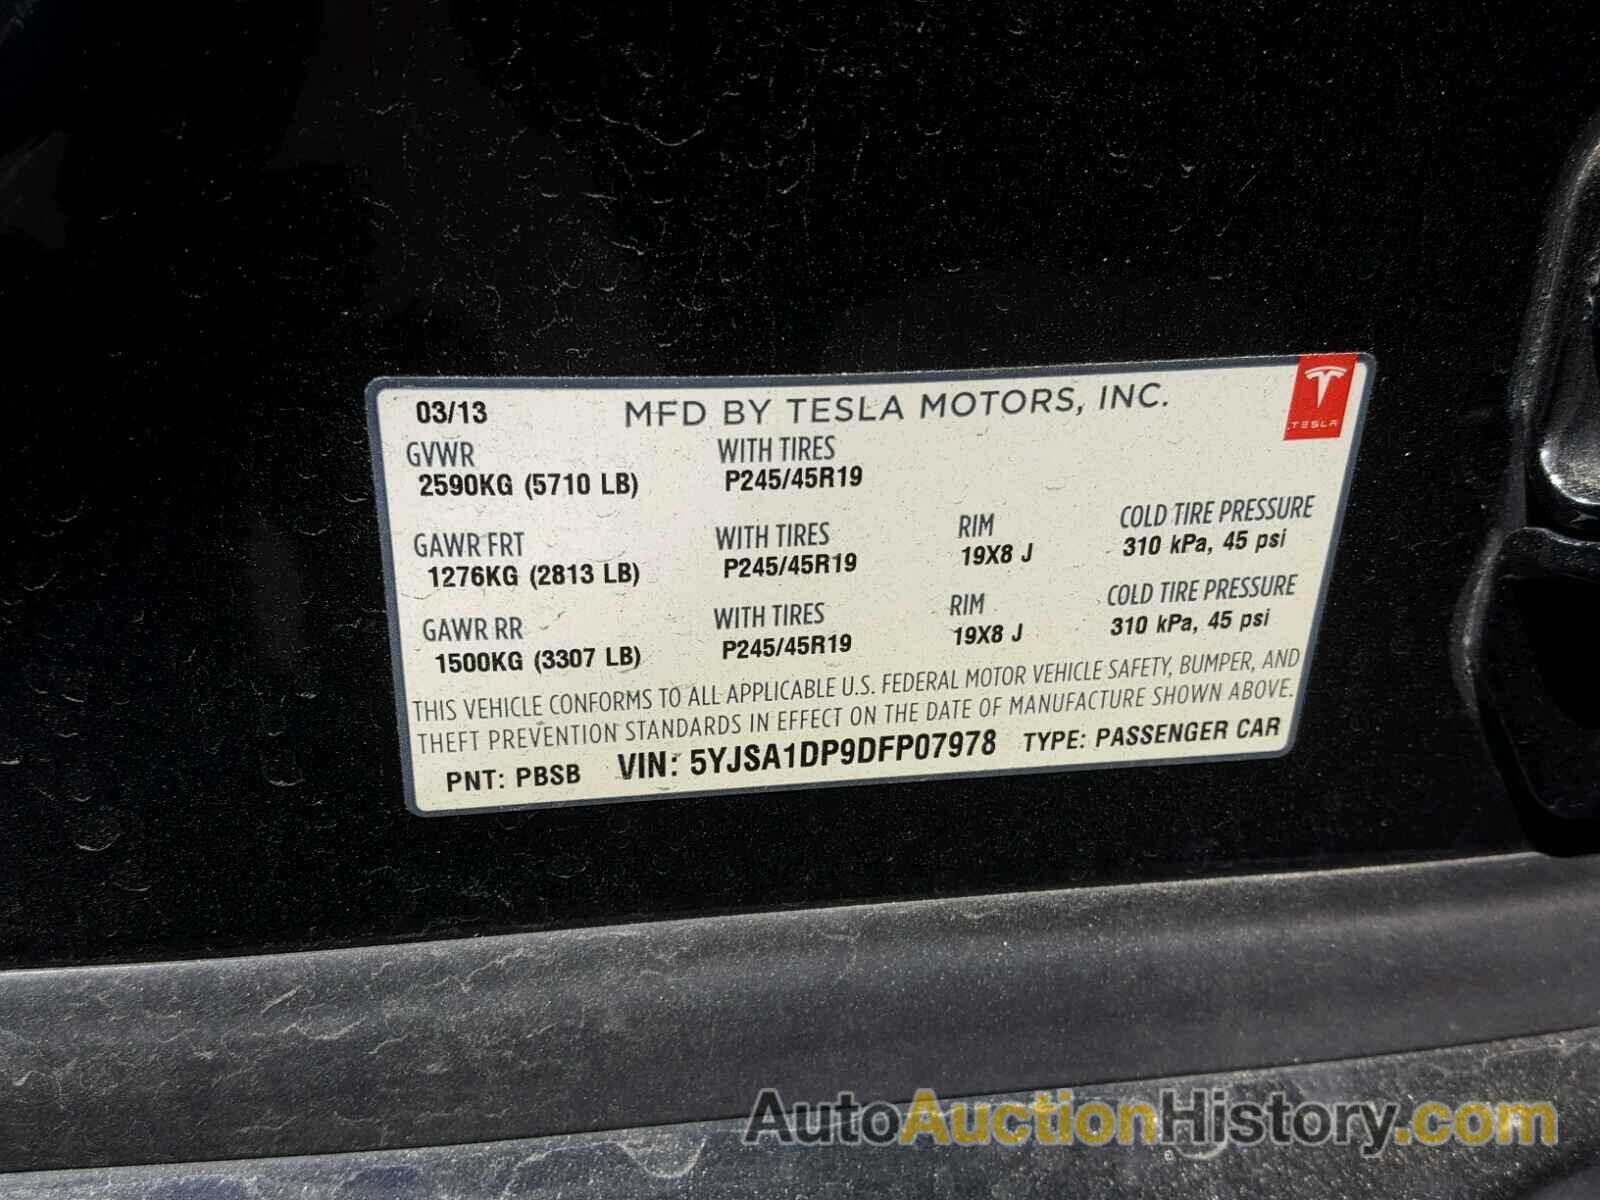 03/13 MFD BY TESLA MOTORS, INC. TESLA
GVWR WITH TIRES
2590KG (5710 LB) P245/45R19
GAWR FRT WITH TIRES RIM COLD TIRE PRESSURE
1276KG (2813 LB) P245/45R19 19X8 J 310 kPa, 45 psi
GAWR RR WITH TIRES RIM COLD TIRE PRESSURE
1500KG (3307 LB) P245/45R19 19X8 J 310 kPa, 45 psi
THIS VEHICLE CONFORMS TO ALL APPLICABLE U.S. FEDERAL MOTOR VEHICLE SAFETY, BUMPER, AND
THEFT PREVENTION STANDARDS IN EFFECT ON THE DATE OF MANUFACTURE SHOWN ABOVE.
PNT: PBSB VIN: 5YJSA1DP9DFP07978 TYPE: PASSENGER CAR
AutoAuctionHistory.com